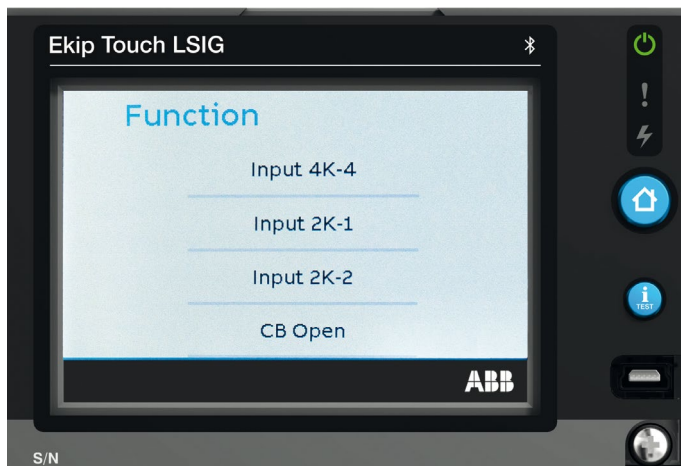 Ekip Touch LSIG
Function
Input 4K-4
Input 2K-1
Input 2K-2
CB Open
TEST
ABB
S/N